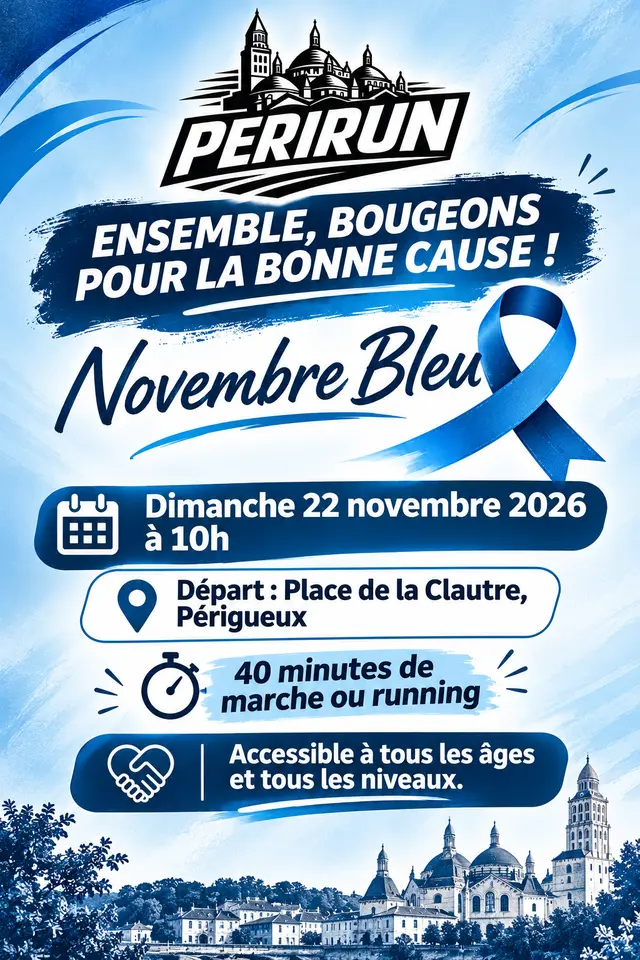 PERIRUN
ENSEMBLE, BOUGEONS
POUR LA BONNE CAUSE !
Novembre Bleu
Dimanche 22 novembre 2026
à 10h
Départ : Place de la Clautre,
Périgueux
40 minutes de
marche ou running
Accessible à tous les âges
et tous les niveaux.